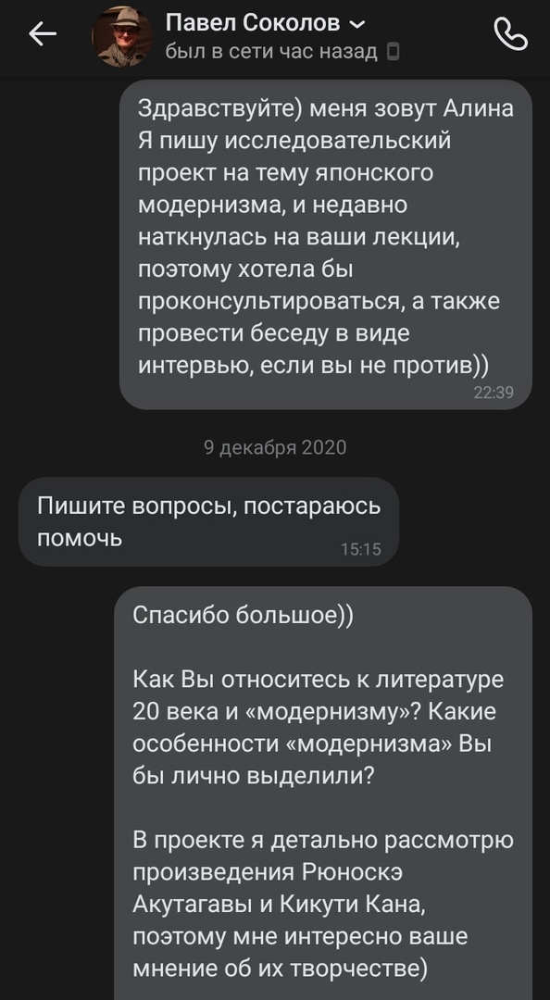 Павел Соколов
был в сети час назад
Здравствуйте) меня зовут Алина
Я пишу исследовательский
проект на тему японского
модернизма, и недавно
наткнулась на ваши лекции,
поэтому хотела бы
проконсультироваться, а также
провести беседу в виде
интервью, если вы не против))
22:39
9 декабря 2020
Пишите вопросы, постараюсь
помочь
15:15
Спасибо большое))
Как Вы относитесь к литературе
20 века и «модернизму»? Какие
особенности «модернизма» Вы
бы лично выделили?
В проекте я детально рассмотрю
произведения Рюноскэ
Акутагавы и Кикути Кана,
поэтому мне интересно ваше
мнение об их творчестве)